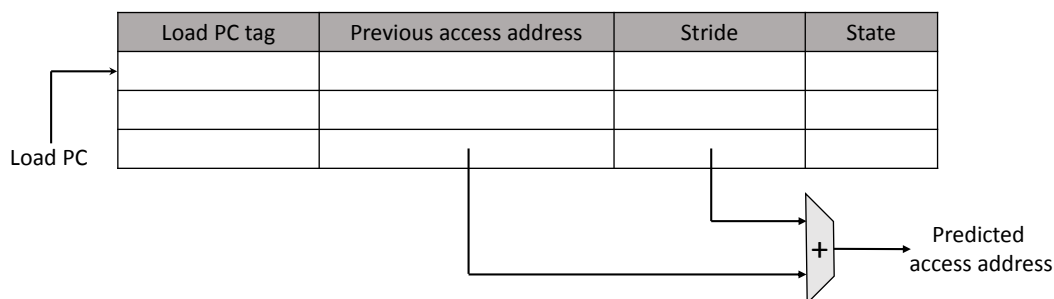 Load PC tag Previous access address Stride State
Load PC
+
Predicted
access address